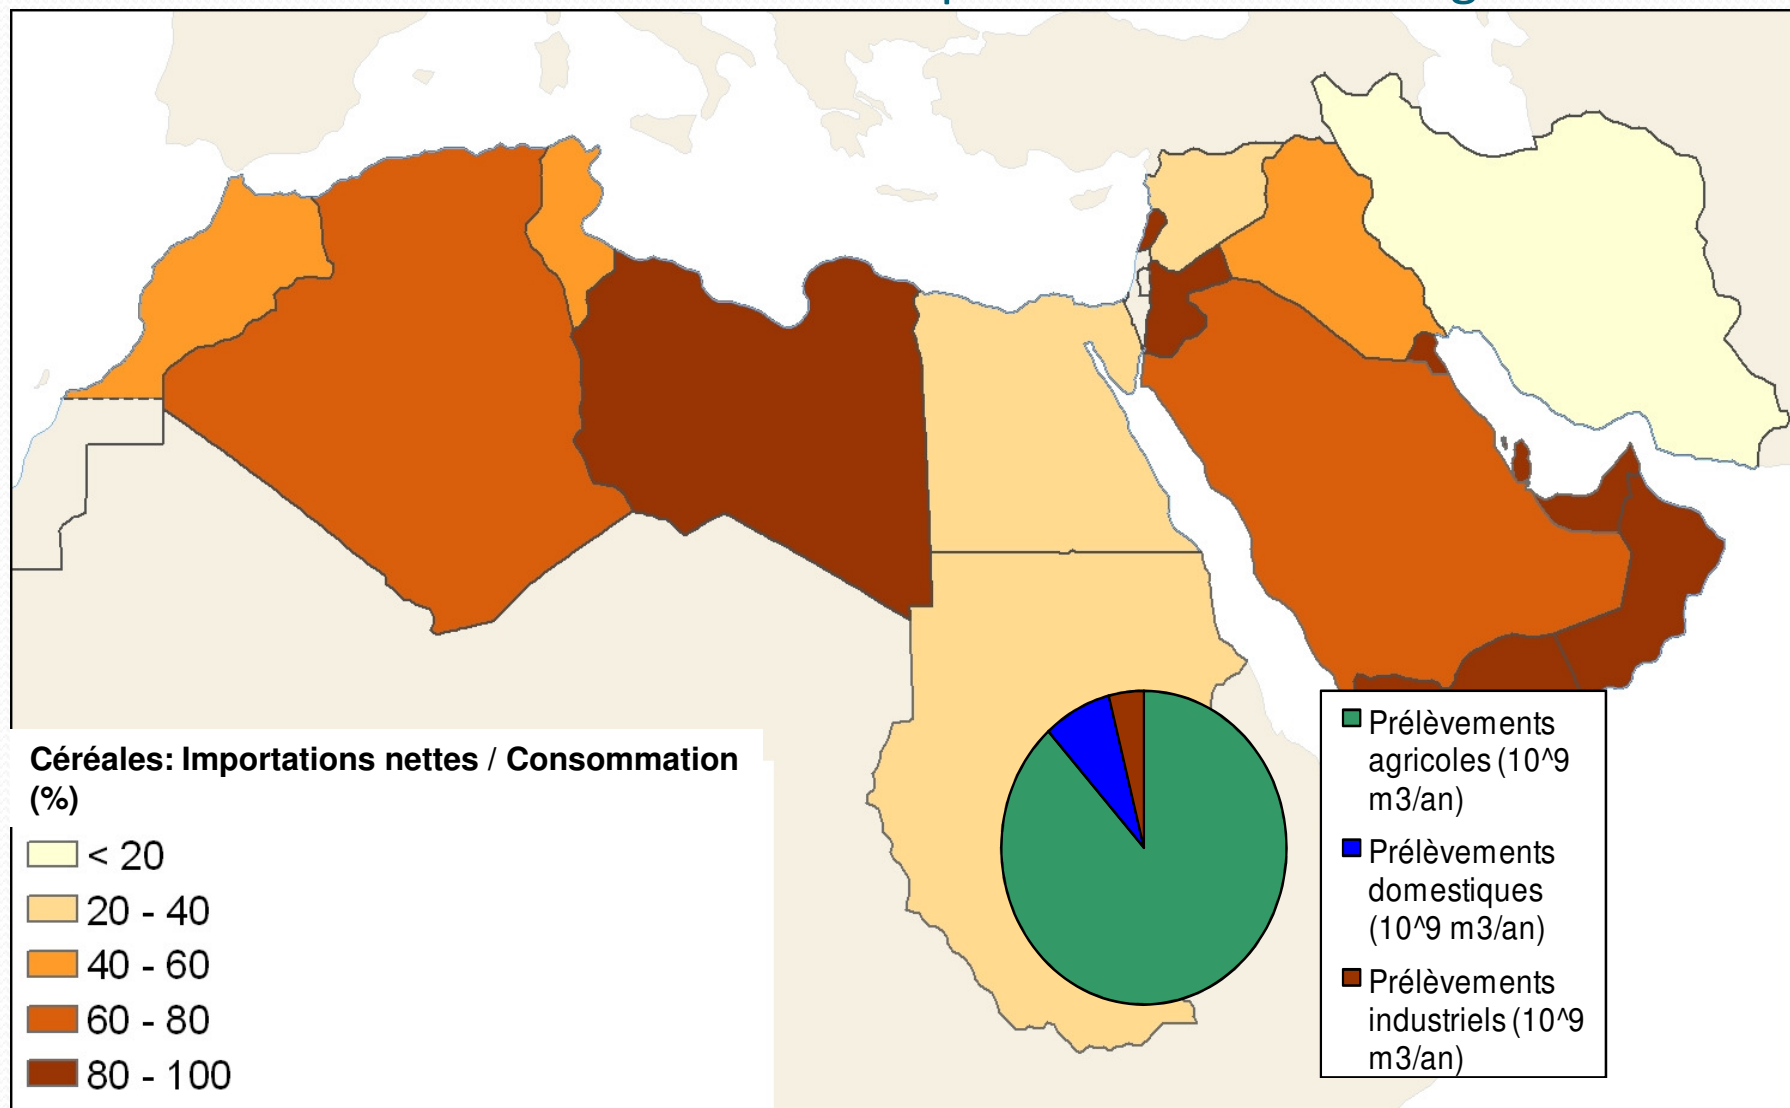 Céréales: Importations nettes / Consommation
(%)
< 20
20 - 40
40 - 60
60 - 80
80 - 100
Prélèvements
agricoles (10^9
m3/an)
Prélèvements
domestiques
(10^9 m3/an)
Prélèvements
industriels (10^9
m3/an)